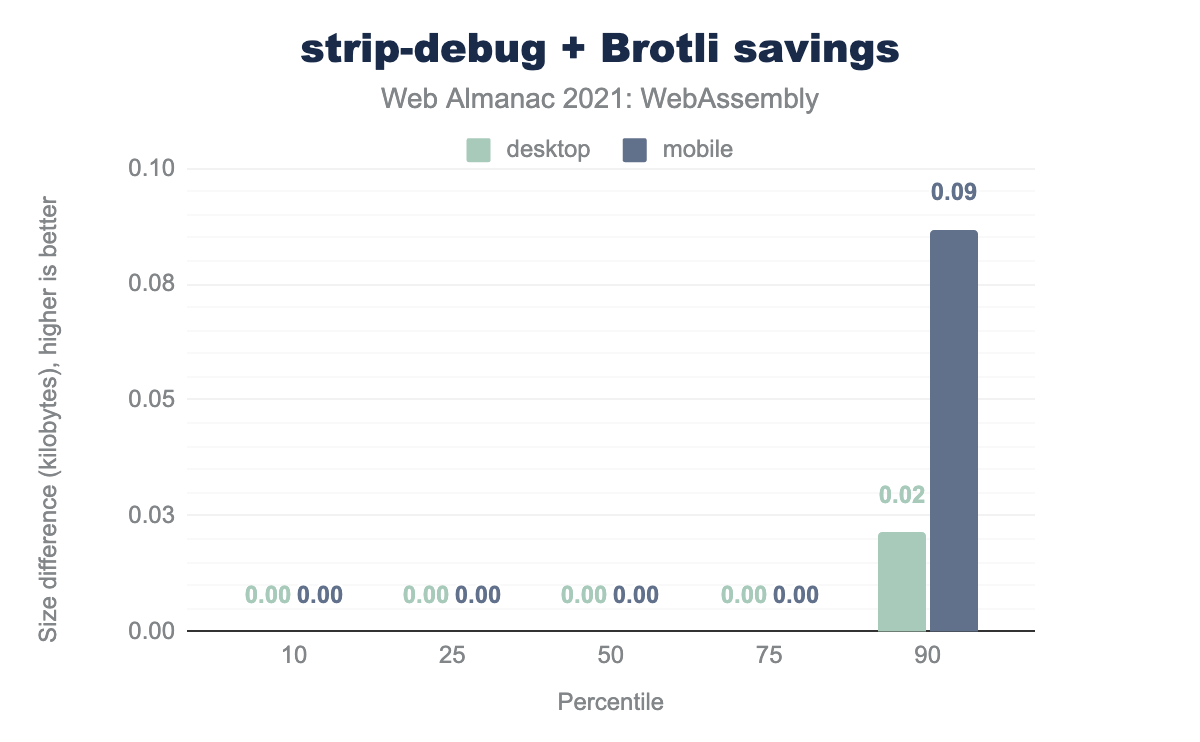 strip-debug + Brotli savings
Web Almanac 2021: WebAssembly
desktop mobile
Size difference (kilobytes), higher is better
0.10
0.09
0.08
0.05
0.02
0.03
0.00 0.00 0.00 0.00 0.00 0.00 0.00 0.00
0.00
10 25 50 75 90
Percentile